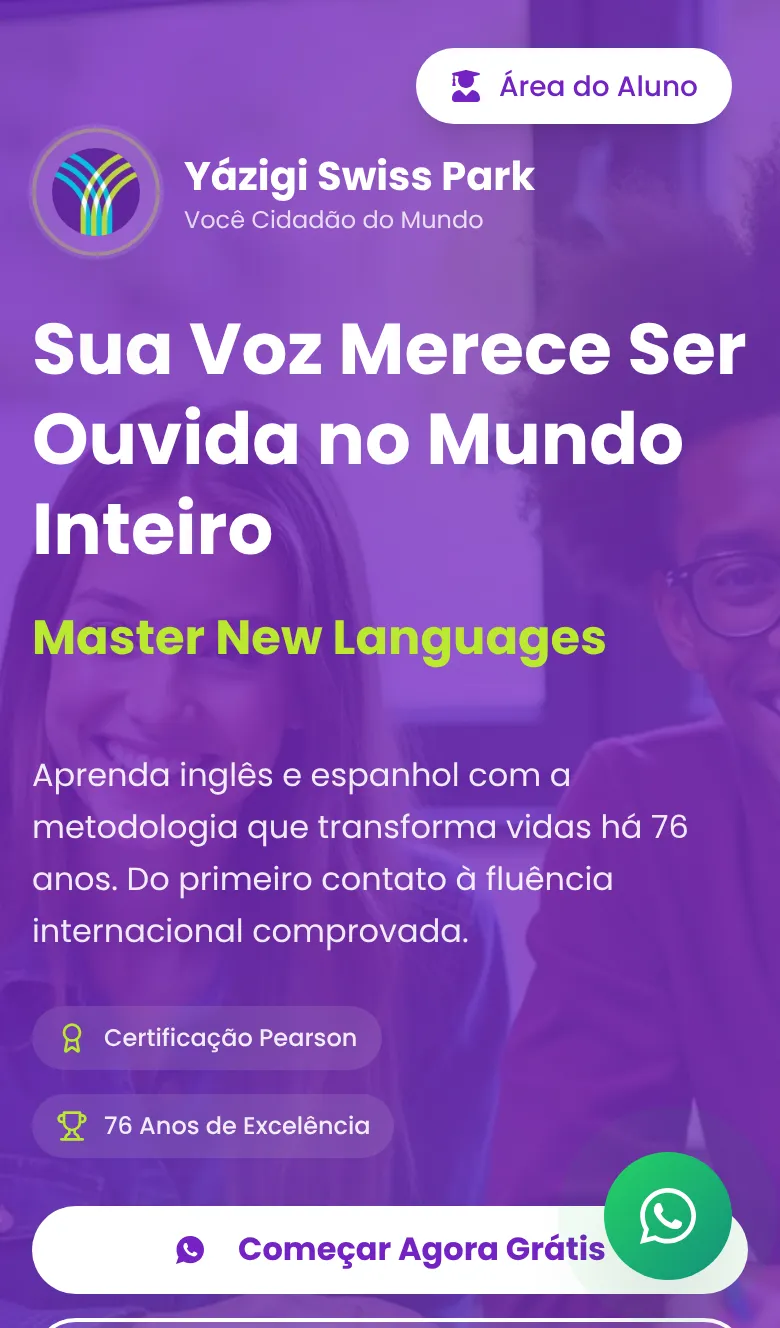 Área do Aluno
Yázigi Swiss Park
Você Cidadão do Mundo
Sua Voz Merece Ser
Ouvida no Mundo
Inteiro
Master New Languages
Aprenda inglês e espanhol com a
metodologia que transforma vidas há 76
anos. Do primeiro contato à fluência
internacional comprovada.
Certificação Pearson
76 Anos de Excelência
Começar Agora Grátis